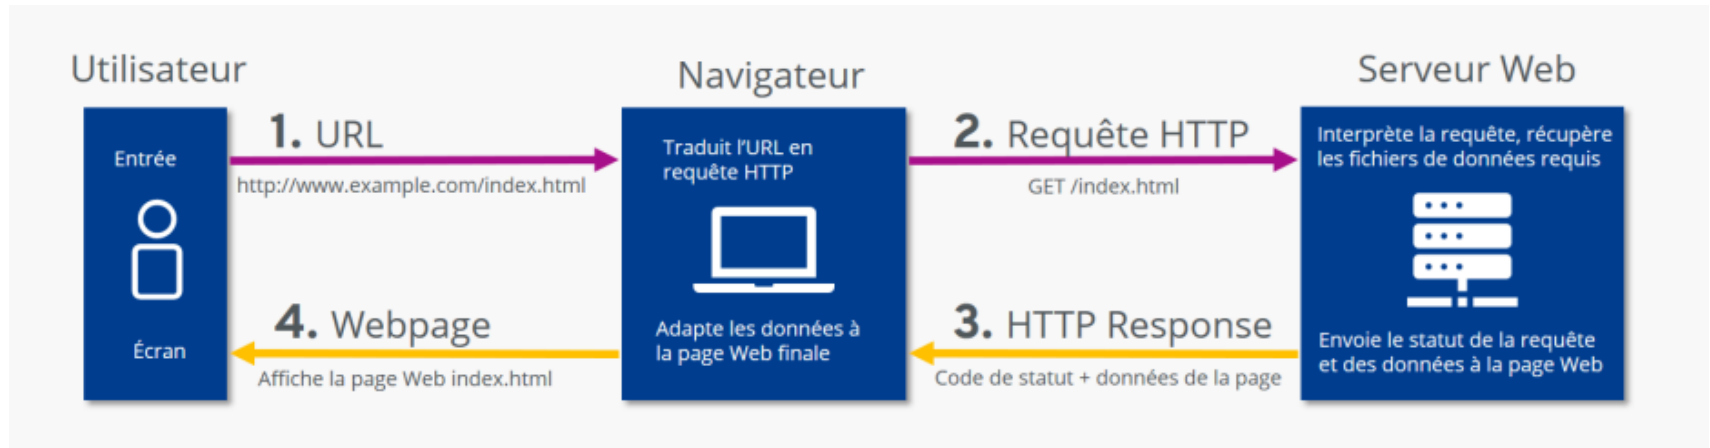 Utilisateur
Navigateur
Serveur Web
Entrée
1. URL
http://www.example.com/index.html
Traduit l'URL en
requête HTTP
2. Requête HTTP
GET /index.html
Interprète la requête, récupère
les fichiers de données requis
Écran
4. Webpage
Affiche la page Web index.html
Adapte les données à
la page Web finale
3. HTTP Response
Code de statut + données de la page
Envoie le statut de la requête
et des données à la page Web